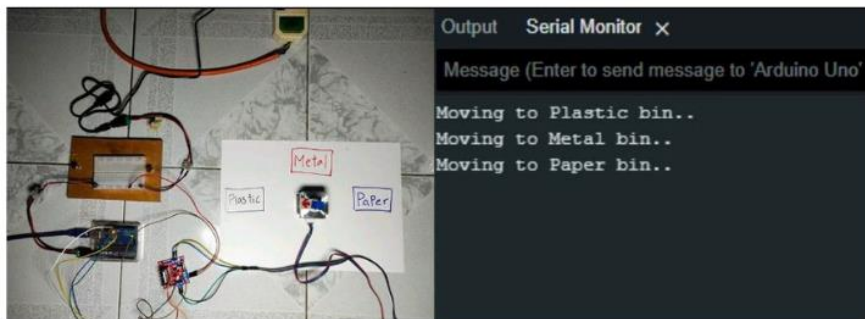 Metal
Plastic
Paper
Output Serial Monitor
Message (Enter to send message to 'Arduino Uno'
Moving to Plastic bin..
Moving to Metal bin..
Moving to Paper bin..